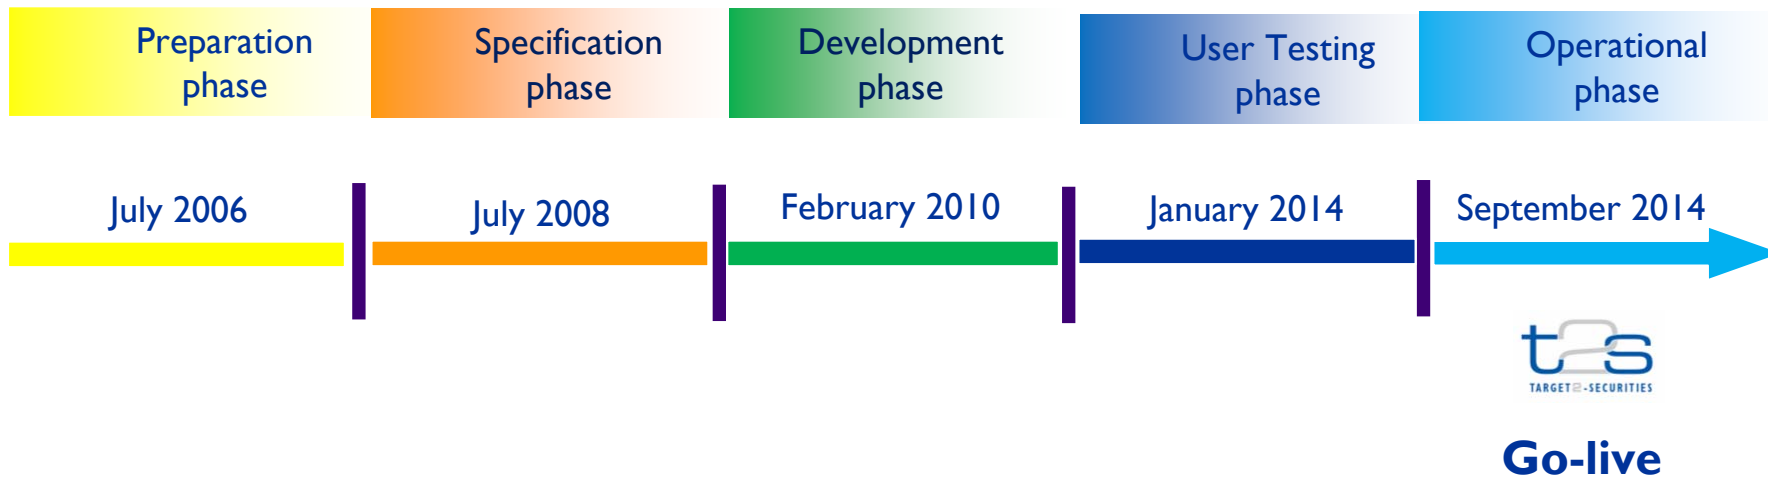 Preparation
phase
Specification
phase
Development
phase
User Testing
phase
Operational
phase
July 2006
July 2008
February 2010
January 2014
September 2014
t2s
TARGET2-SECURITIES
Go-live